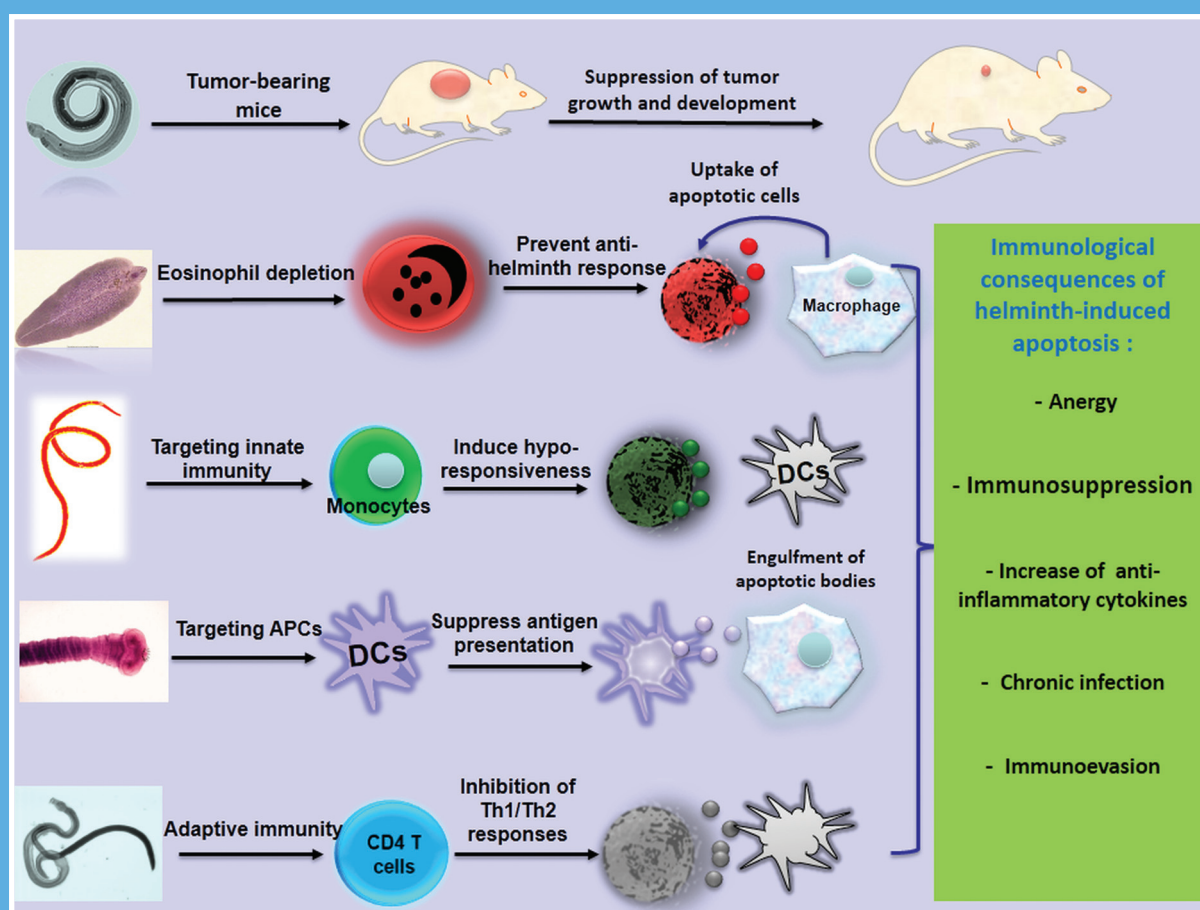 Tumor-bearing
mice
Suppression of tumor
growth and development
Uptake of
apoptotic cells
Eosinophil depletion
Prevent anti-
helminth response
Macrophage
Targeting innate
immunity
Monocytes
Induce hypo-
responsiveness
DCs
Engulfment of
apoptotic bodies
Targeting APCs
DCs
Suppress antigen
presentation
Adaptive immunity
CD4 T
cells
Inhibition of
Th1/Th2
responses
Immunological
consequences of
helminth-induced
apoptosis :
- Anergy
- Immunosuppression
- Increase of anti-
inflammatory cytokines
- Chronic infection
- Immunoevasion